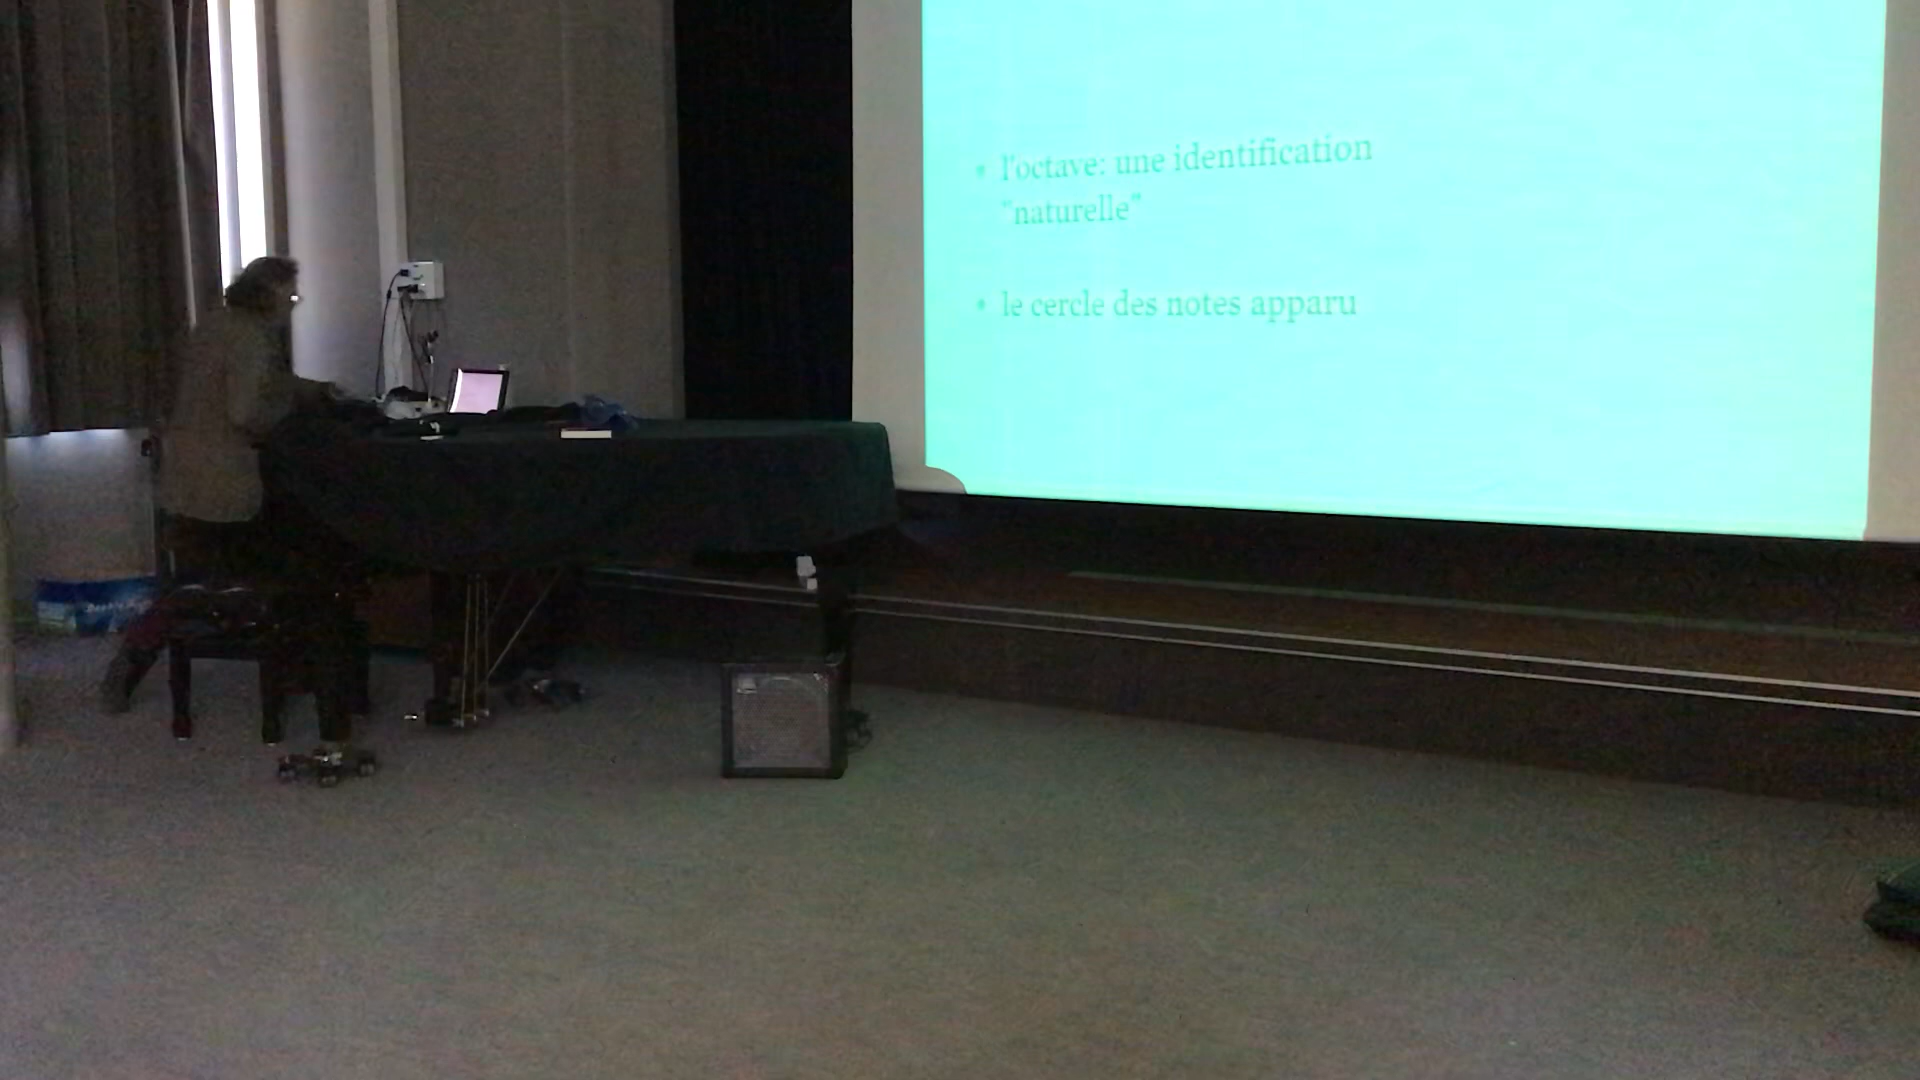 • l'octave: une identification
"naturelle"
• le cercle des notes apparu